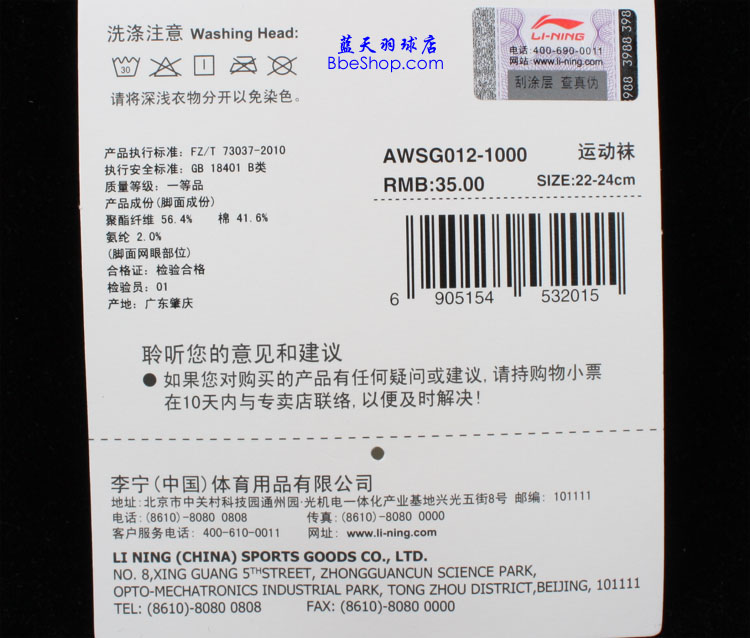 洗涤注意 Washing Head:
蓝天羽球店
BbeShop.com
30
请将深浅衣物分开以免染色。
LI-NING
电话:400-690-0011
网站:www.li-ning.com
刮涂层 查真伪
3988 3988 398
产品执行标准: FZ/T 73037-2010
执行安全标准: GB 18401 B类
质量等级: 一等品
产品成份(脚面成份)
聚酯纤维 56.4% 棉 41.6%
氨纶 2.0%
(脚面网眼部位)
合格证: 检验合格
检验员: 01
产地: 广东肇庆
AWSG012-1000 运动袜
RMB:35.00 SIZE:22-24cm
6 905154 532015
聆听您的意见和建议
● 如果您对购买的产品有任何疑问或建议, 请持购物小票
在10天内与专卖店联络, 以便及时解决!
李宁(中国)体育用品有限公司
地址:北京市中关村科技园通州园·光机电一体化产业基地兴光五街8号 邮编: 101111
电话: (8610)-8080 0808 传真: (8610)-8080 0000
客户服务电话: 400-610-0011 网址: www.li-ning.com
LI NING (CHINA) SPORTS GOODS CO., LTD.
NO. 8,XING GUANG 5THSTREET, ZHONGGUANCUN SCIENCE PARK,
OPTO-MECHATRONICS INDUSTRIAL PARK, TONG ZHOU DISTRICT,BEIJING, 101111
TEL: (8610)-8080 0808 FAX: (8610)-8080 0000